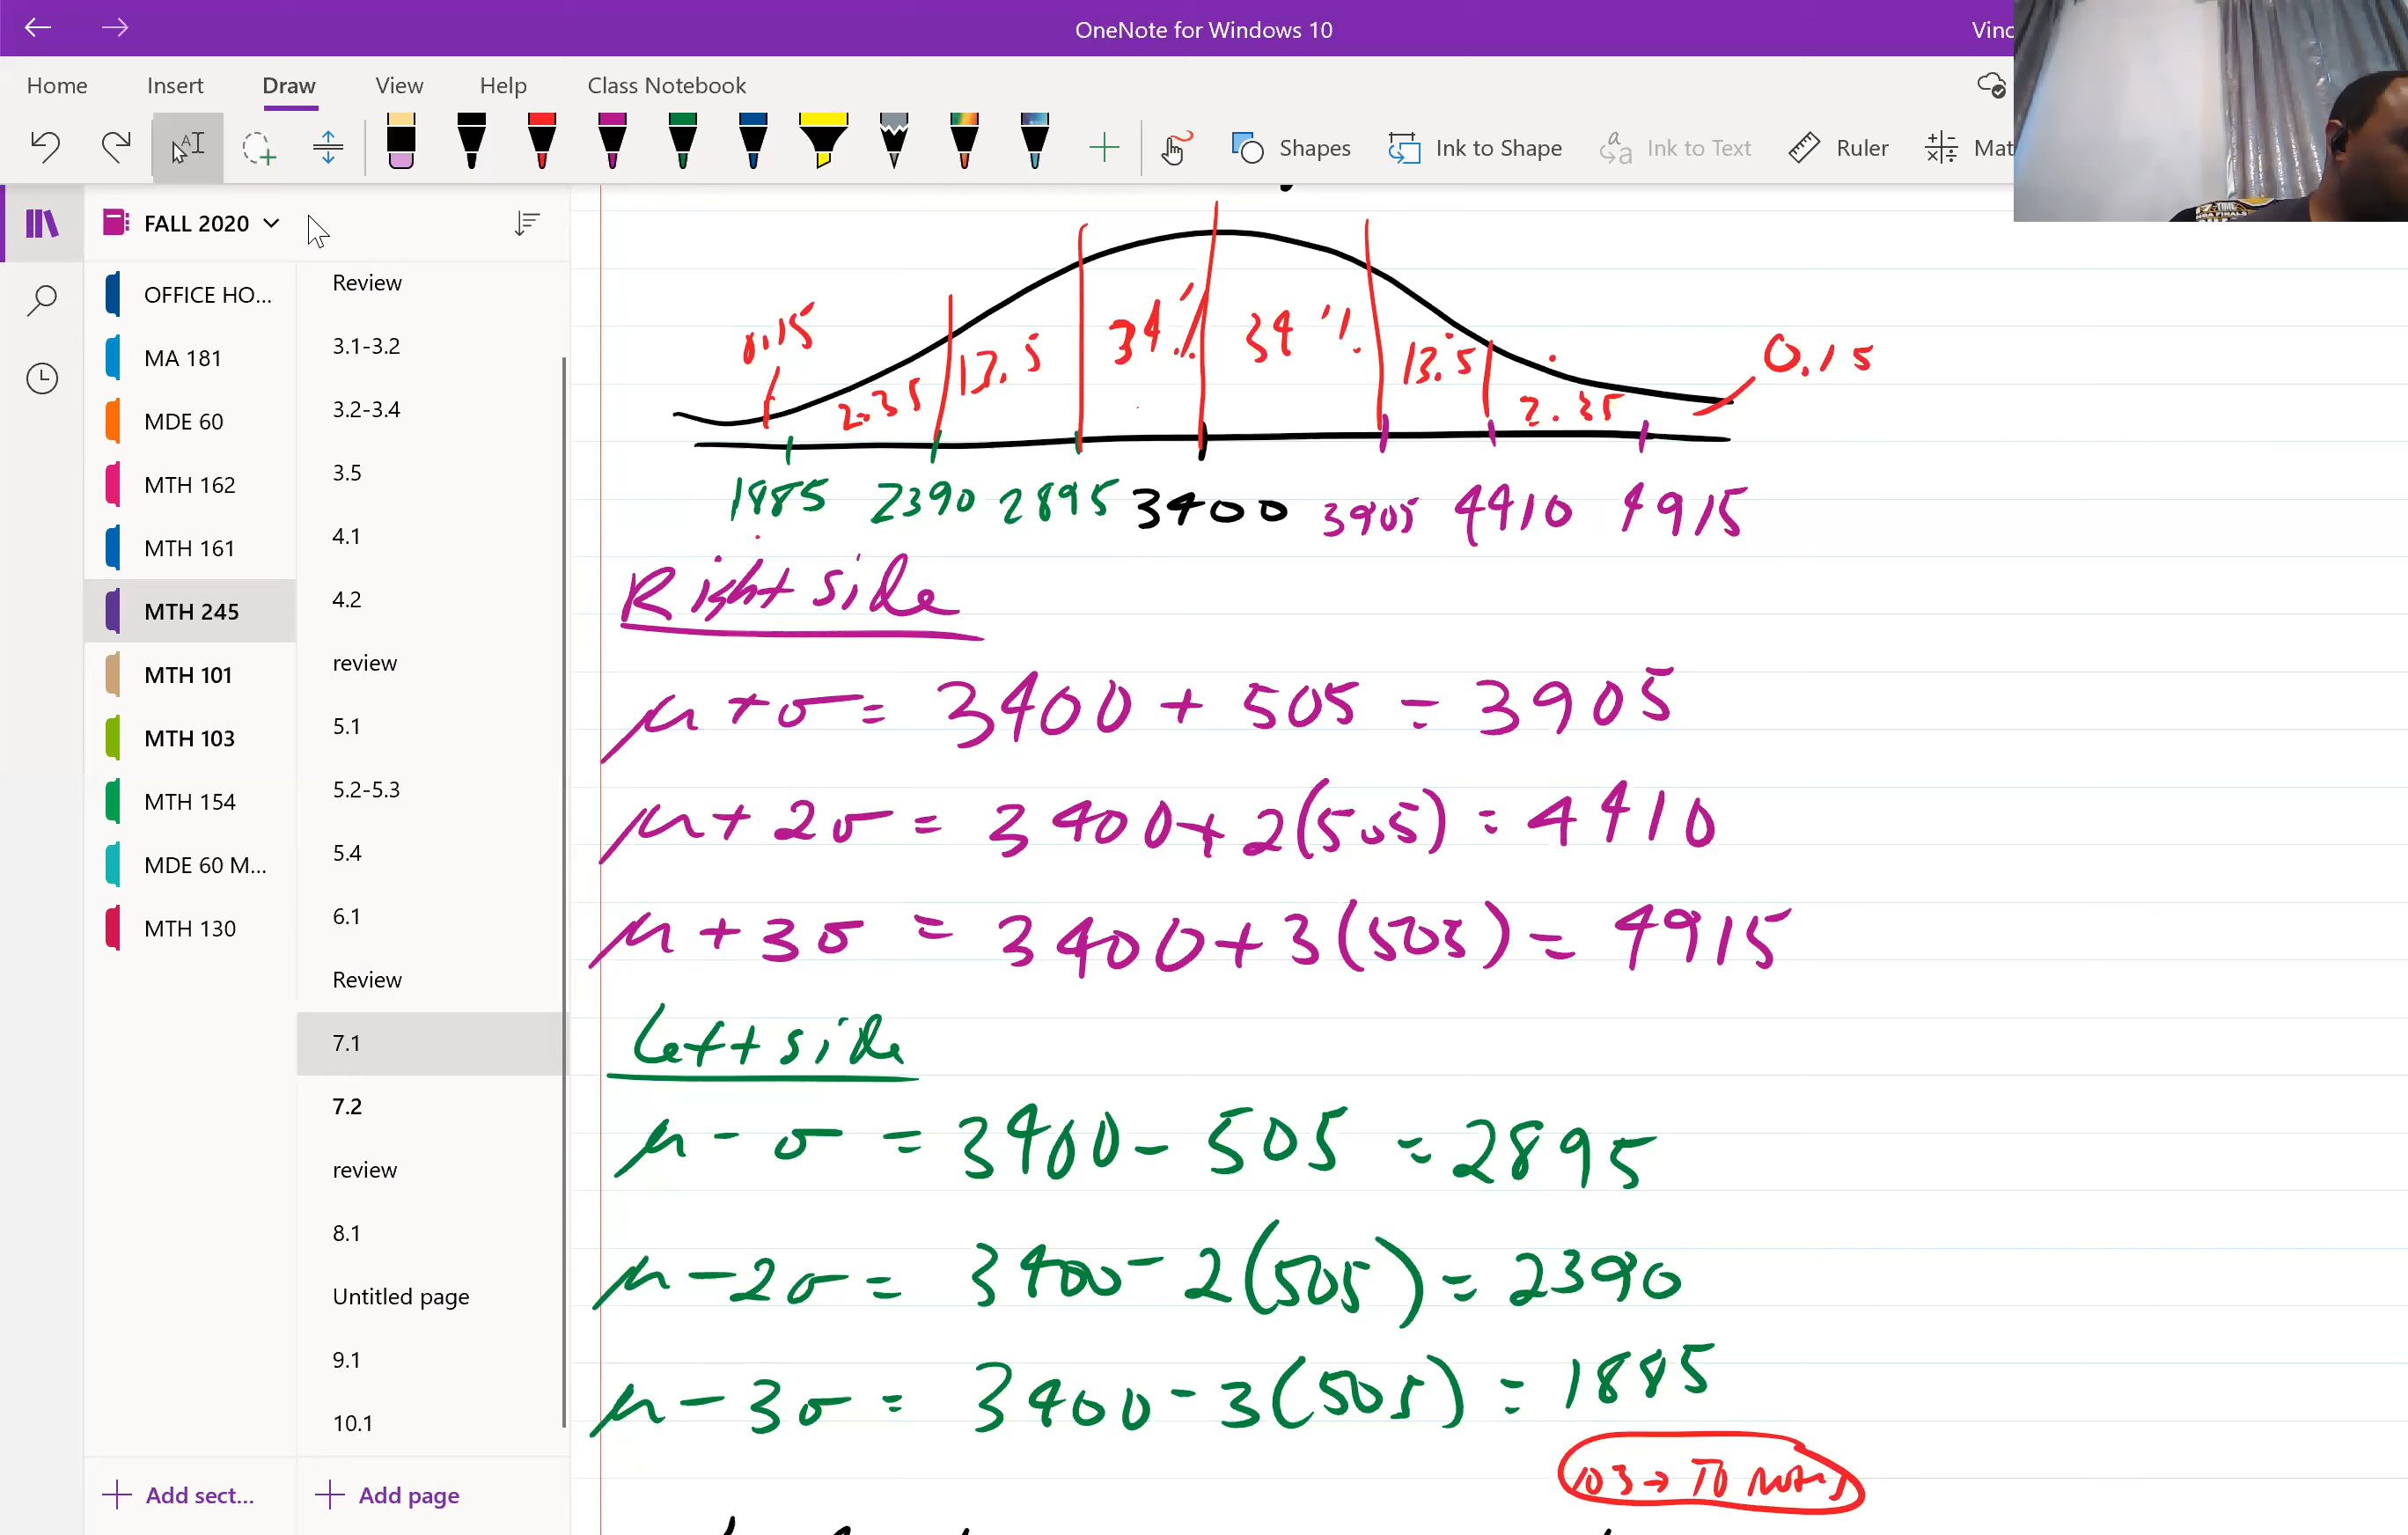 OneNote for Windows 10
Vinc
Home Insert Draw View Help Class Notebook
Shapes Ink to Shape Ink to Text Ruler Mat
FALL 2020
OFFICE HO...
MA 181
MDE 60
MTH 162
MTH 161
MTH 245
MTH 101
MTH 103
MTH 154
MDE 60 M...
MTH 130
Add sect...
Review
3.1-3.2
3.2-3.4
3.5
4.1
4.2
review
5.1
5.2-5.3
5.4
6.1
Review
7.1
7.2
review
8.1
Untitled page
9.1
10.1
Add page
0.15 2.35 13.5 34% 34% 13.5 2.35 0.15
1885 2390 2895 3400 3905 4410 4915
Right side
μ + σ = 3400 + 505 = 3905
μ + 2σ = 3400 + 2(505) = 4410
μ + 3σ = 3400 + 3(505) = 4915
Left side
μ - σ = 3400 - 505 = 2895
μ - 2σ = 3400 - 2(505) = 2390
μ - 3σ = 3400 - 3(505) = 1885
103 →